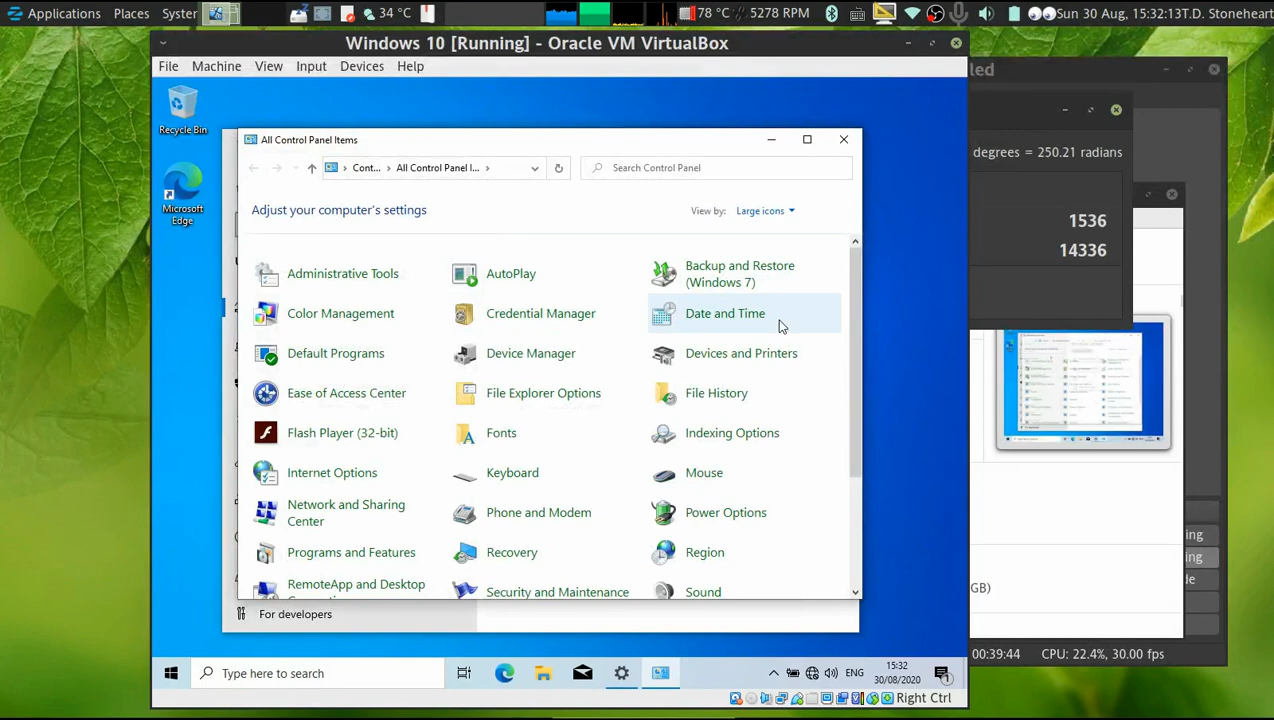 Applications Places System 34 °C 78 °C 5278 RPM Sun 30 Aug, 15:32:13 T. Stoneheart
Windows 10 [Running] - Oracle VM VirtualBox
led
File Machine View Input Devices Help
Recycle Bin
Microsoft
Edge
All Control Panel Items
Cont... All Control Panel I...
Search Control Panel
Adjust your computer's settings
View by: Large icons
Administrative Tools
AutoPlay
Backup and Restore
(Windows 7)
Color Management
Credential Manager
Date and Time
Default Programs
Device Manager
Devices and Printers
Ease of Access Center
File Explorer Options
File History
Flash Player (32-bit)
Fonts
Indexing Options
Internet Options
Keyboard
Mouse
Network and Sharing
Center
Phone and Modem
Power Options
Programs and Features
Recovery
Region
RemoteApp and Desktop
Security and Maintenance
Sound
For developers
degrees = 250.21 radians
1536
14336
ing
ing
de
GB)
00:39:44 CPU: 22.4%, 30.00 fps
Type here to search
ENG
15:32
30/08/2020
1
Right Ctrl